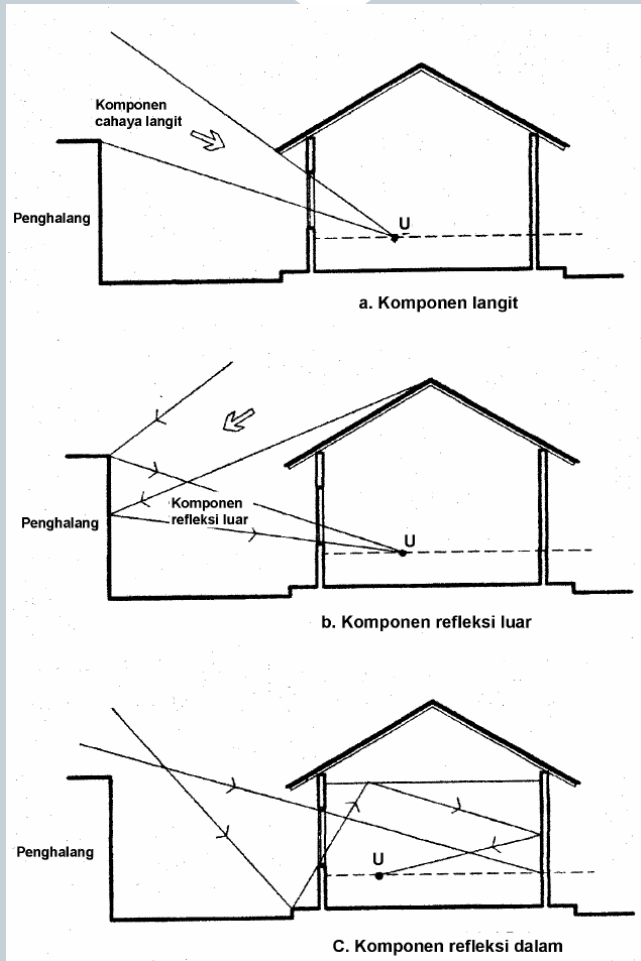 Komponen
cahaya langit
Penghalang
U
a. Komponen langit
Komponen
refleksi luar
Penghalang
U
b. Komponen refleksi luar
Penghalang
U
C. Komponen refleksi dalam